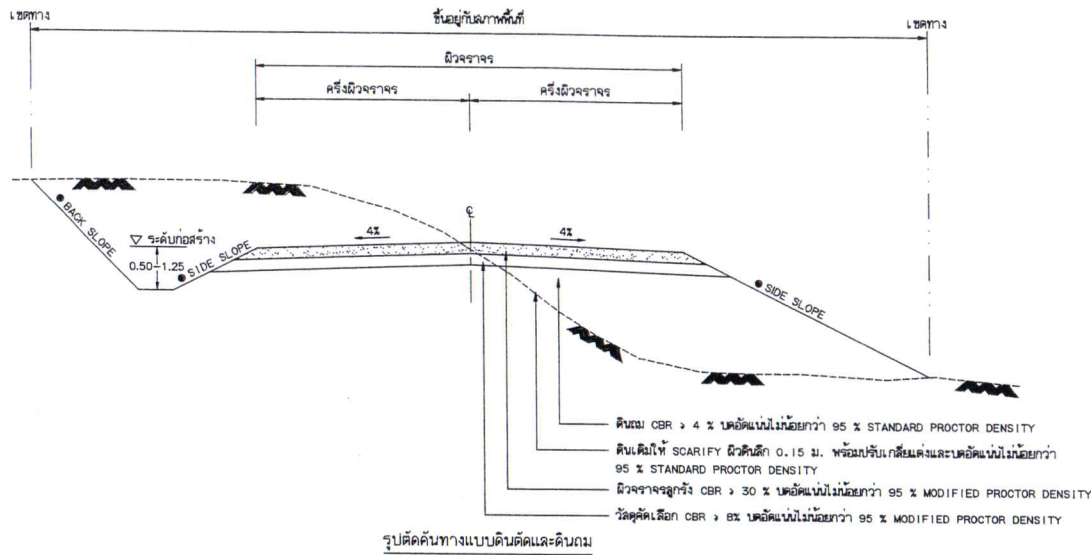 เขตทาง
ขึ้นอยู่กับสภาพพื้นที่
เขตทาง
ผิวจราจร
ครึ่งผิวจราจร
ครึ่งผิวจราจร
BACK SLOPE
ระดับก่อสร้าง
0.50-1.25
SIDE SLOPE
4%
℄
4%
SIDE SLOPE
ดินถม CBR > 4 % บดอัดแน่นไม่น้อยกว่า 95 % STANDARD PROCTOR DENSITY
ดินเดิมให้ SCARIFY ผิวดินลึก 0.15 ม. พร้อมปรับเกลี่ยแต่งและบดอัดแน่นไม่น้อยกว่า
95 % STANDARD PROCTOR DENSITY
ผิวจราจรลูกรัง CBR > 30 % บดอัดแน่นไม่น้อยกว่า 95 % MODIFIED PROCTOR DENSITY
วัสดุคัดเลือก CBR > 8% บดอัดแน่นไม่น้อยกว่า 95 % MODIFIED PROCTOR DENSITY
รูปตัดคันทางแบบดินตัดและดินถม